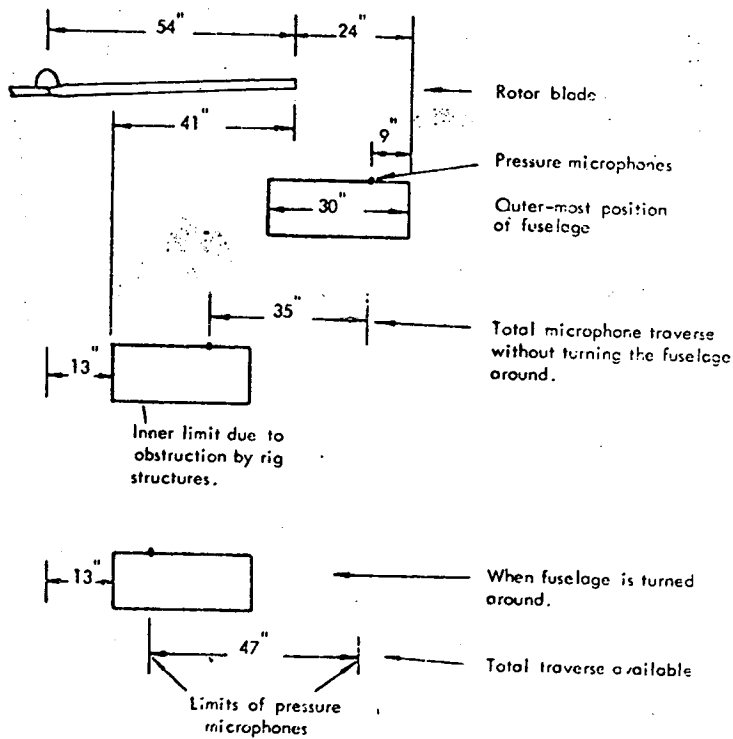 54"
24"
Rotor blade
41"
9"
Pressure microphones
30"
Outer-most position
of fuselage
35"
Total microphone traverse
without turning the fuselage
around.
13"
Inner limit due to
obstruction by rig
structures.
13"
When fuselage is turned
around.
47"
Total traverse available
Limits of pressure
microphones